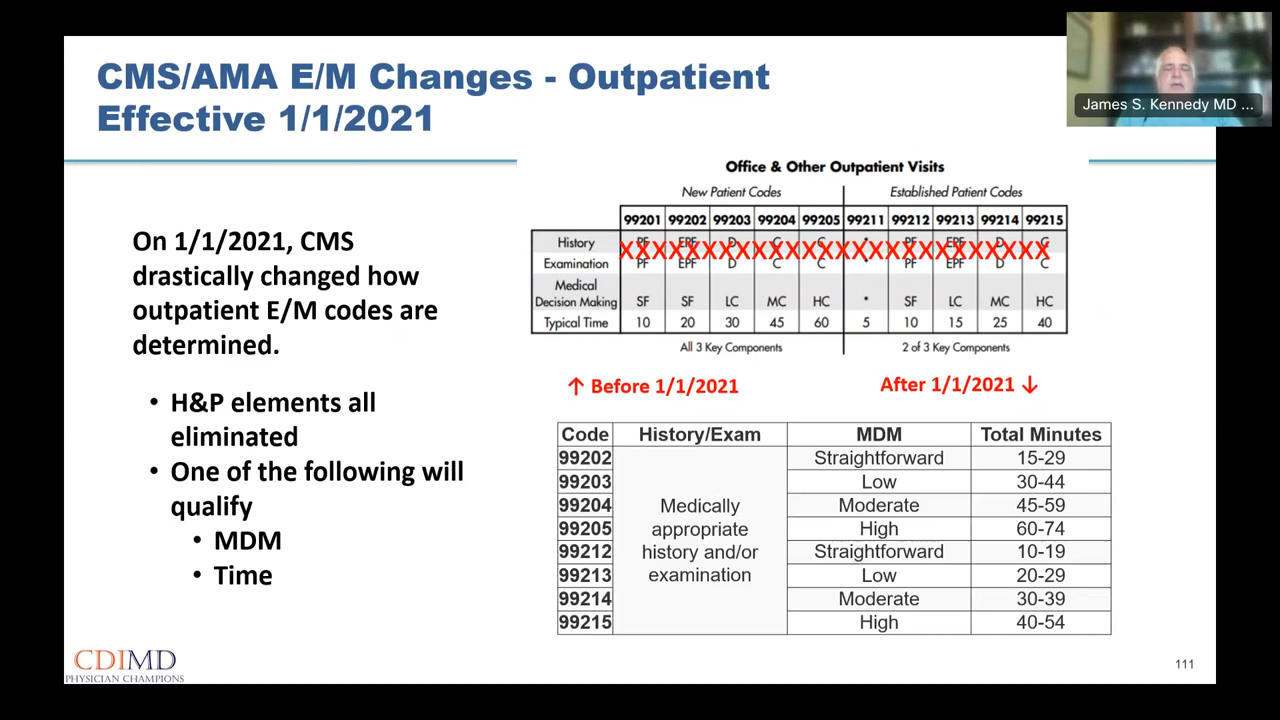 CMS/AMA E/M Changes - Outpatient
Effective 1/1/2021
James S. Kennedy MD ...
On 1/1/2021, CMS
drastically changed how
outpatient E/M codes are
determined.
• H&P elements all
eliminated
• One of the following will
qualify
• MDM
• Time
Office & Other Outpatient Visits
New Patient Codes Established Patient Codes
99201 99202 99203 99204 99205 99211 99212 99213 99214 99215
History PF EPF D C C * PF EPF D C
XXXXXXXXXXXXXXXXXXXXXXXXXX
Examination PF EPF D C C * PF EPF D C
Medical
Decision Making SF SF LC MC HC * SF LC MC HC
Typical Time 10 20 30 45 60 5 10 15 25 40
All 3 Key Components 2 of 3 Key Components
↑ Before 1/1/2021 After 1/1/2021 ↓
Code History/Exam MDM Total Minutes
99202 Straightforward 15-29
99203 Low 30-44
99204 Medically Moderate 45-59
99205 appropriate High 60-74
99212 history and/or Straightforward 10-19
99213 examination Low 20-29
99214 Moderate 30-39
99215 High 40-54
CDIMD
PHYSICIAN CHAMPIONS
111